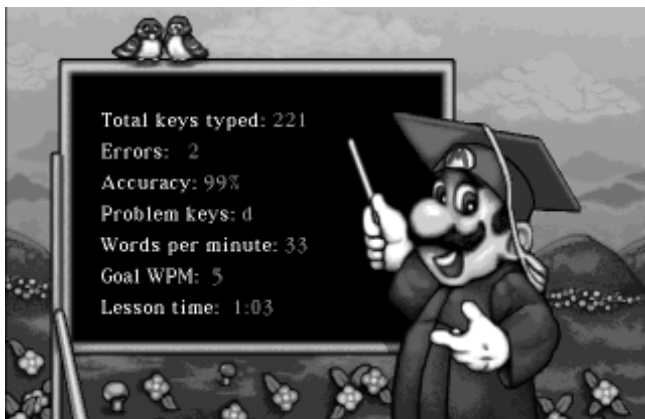 Total keys typed: 221
Errors: 2
Accuracy: 99%
Problem keys: d
Words per minute: 33
Goal WPM: 5
Lesson time: 1:03
M